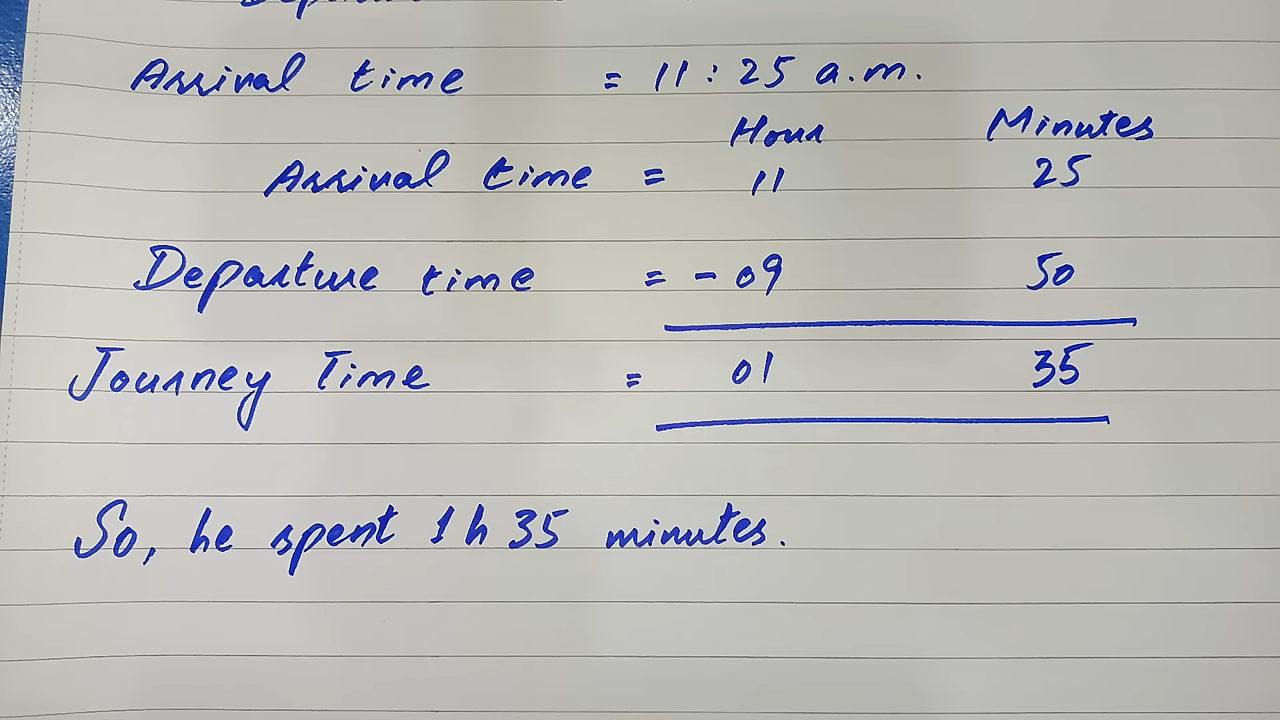 Arrival time = 11:25 a.m.
Hour Minutes
Arrival time = 11 25
Departure time = - 09 50
Journey Time = 01 35
So, he spent 1 h 35 minutes.